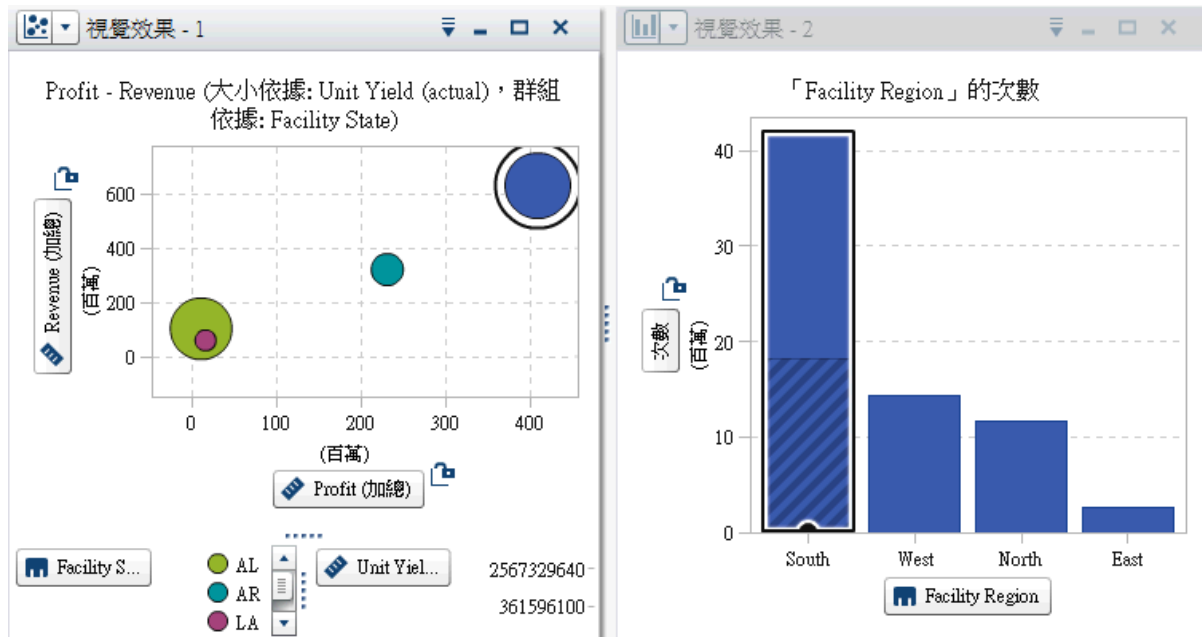 視覺效果 - 1
Profit - Revenue (大小依據: Unit Yield (actual)，群組
依據: Facility State)
Revenue (加總)
(百萬)
600
400
200
0
0
100
200
300
400
(百萬)
Profit (加總)
Facility S...
AL
AR
LA
Unit Yiel...
2567329640
361596100
視覺效果 - 2
「Facility Region」的次數
次數
(百萬)
40
30
20
10
0
South
West
North
East
Facility Region